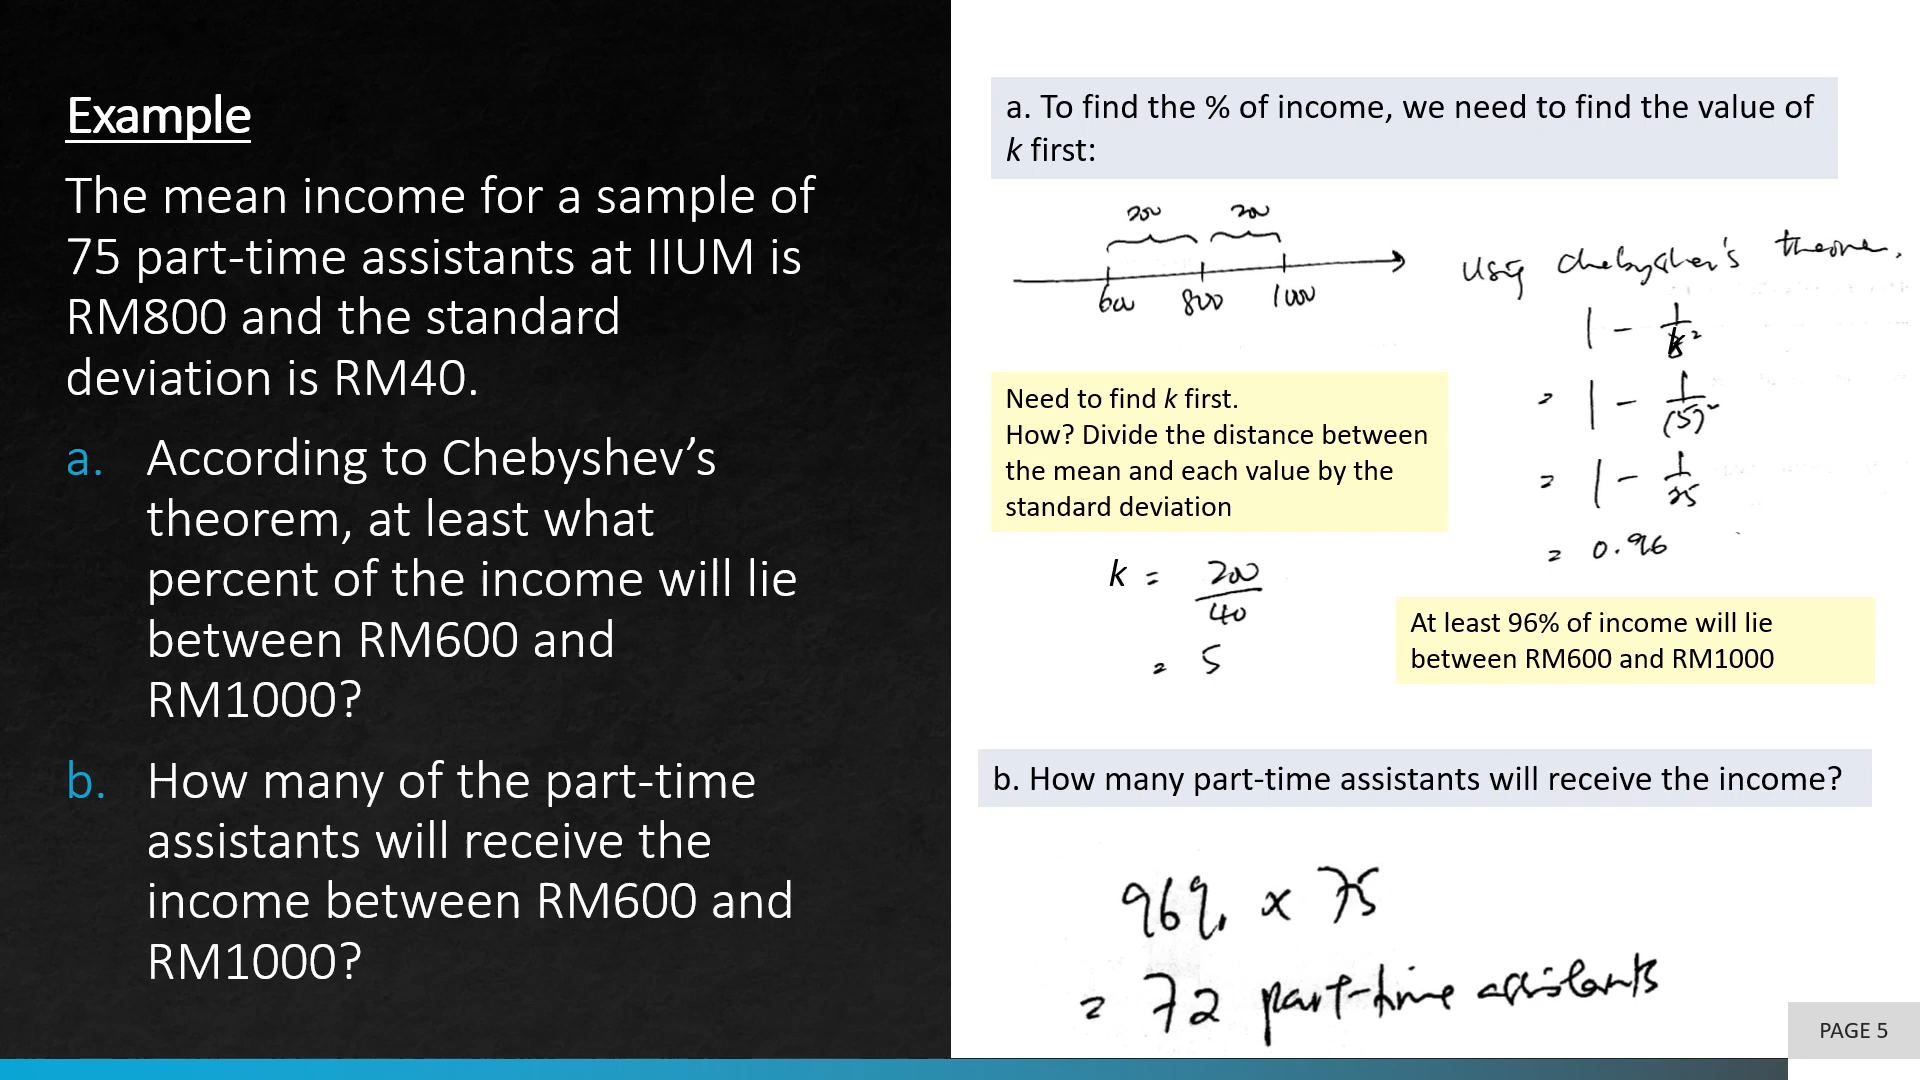 Example
The mean income for a sample of
75 part-time assistants at IIUM is
RM800 and the standard
deviation is RM40.
a. According to Chebyshev’s
theorem, at least what
percent of the income will lie
between RM600 and
RM1000?
b. How many of the part-time
assistants will receive the
income between RM600 and
RM1000?
a. To find the % of income, we need to find the value of
k first:
200 200
600 800 1000
Need to find k first.
How? Divide the distance between
the mean and each value by the
standard deviation
k = 200/40
= 5
Using Chebyshev's theorem,
1 - 1/k²
= 1 - 1/(5)²
= 1 - 1/25
= 0.96
At least 96% of income will lie
between RM600 and RM1000
b. How many part-time assistants will receive the income?
96% x 75
= 72 part-time assistants
PAGE 5